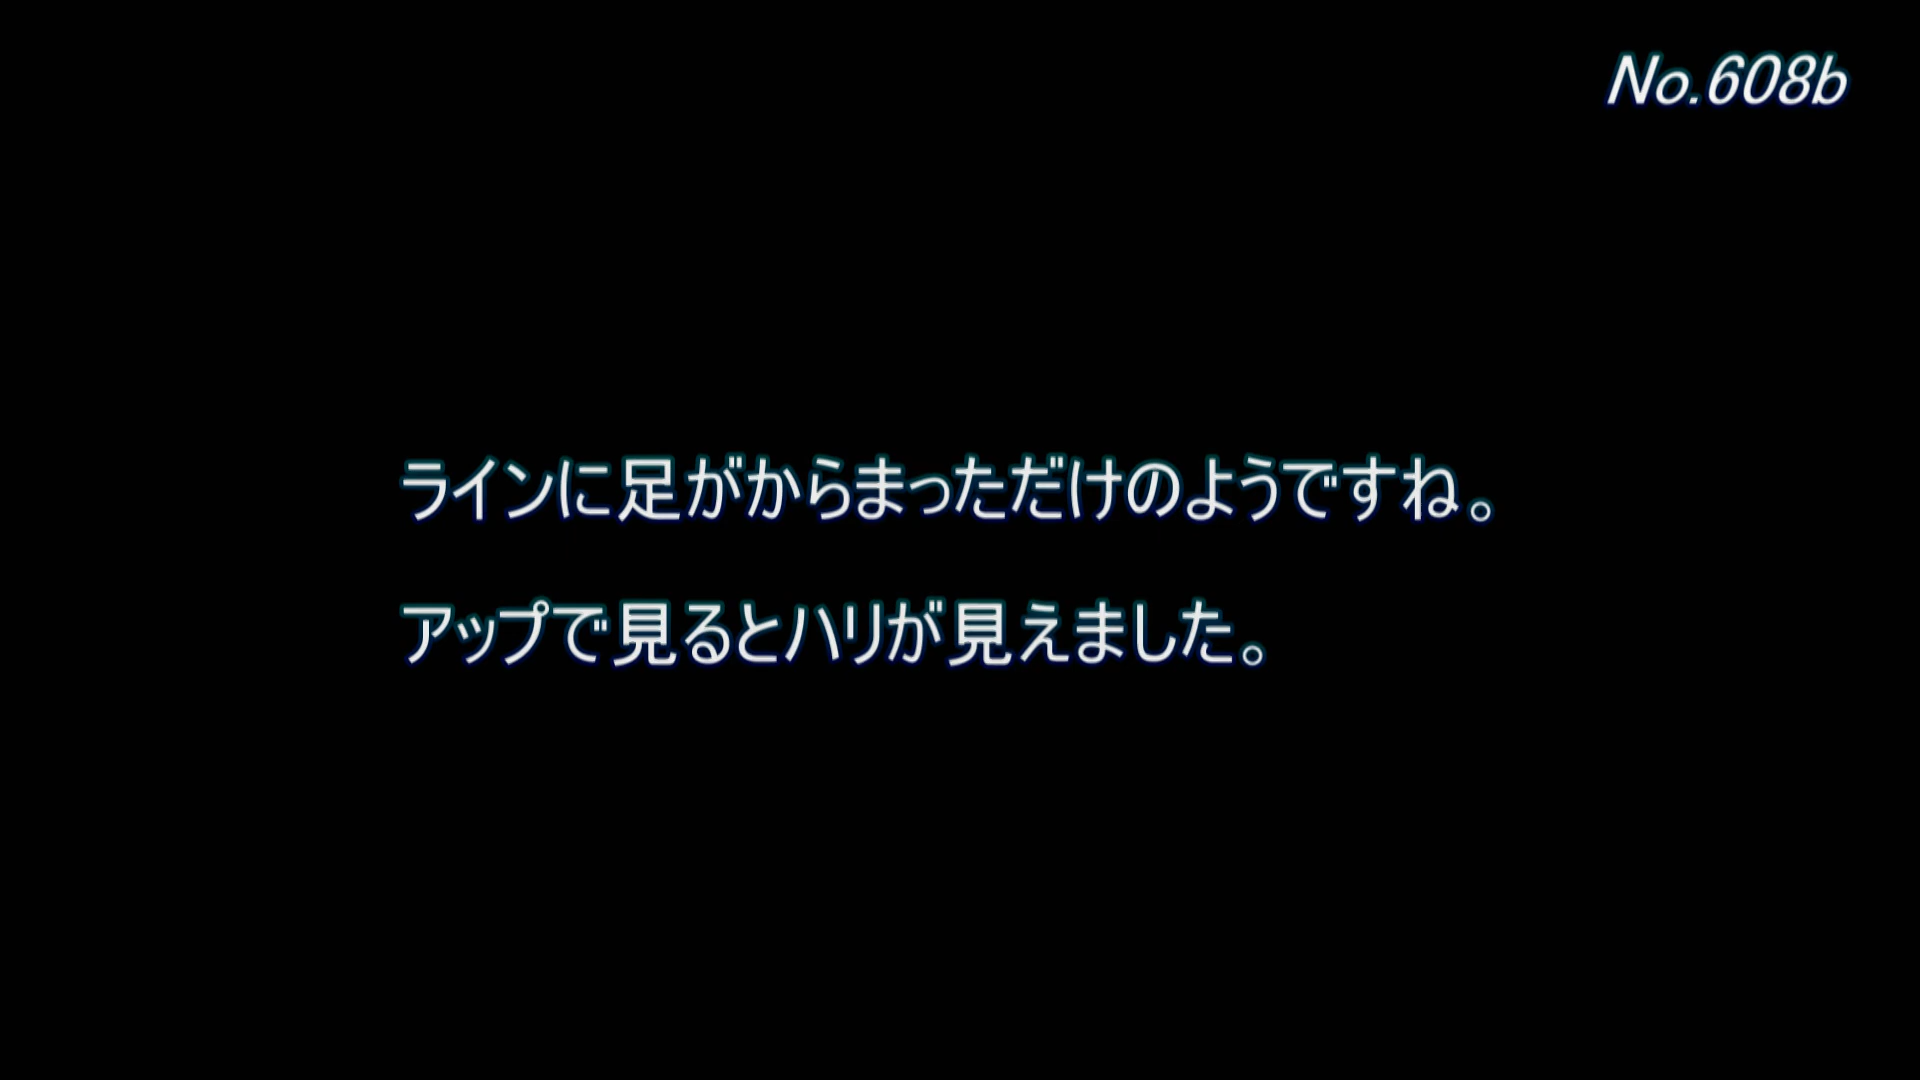 No.608b
ラインに足がからまっただけのようですね。
アップで見るとハリが見えました。